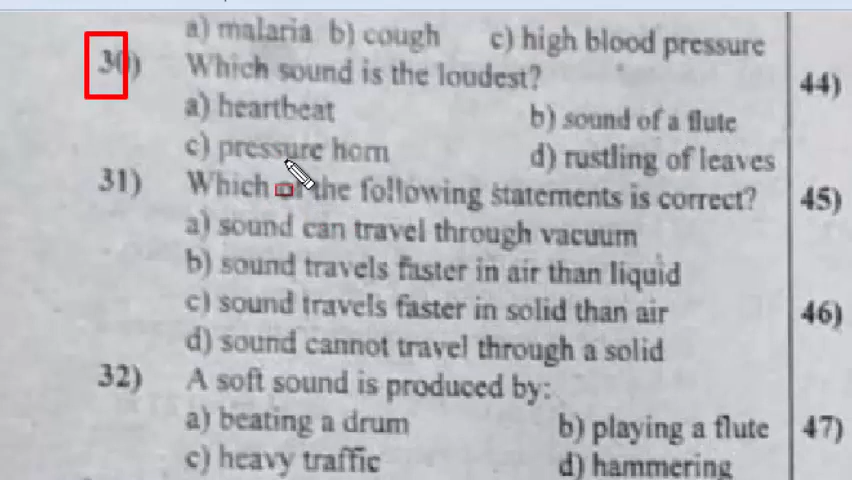 a) malaria b) cough c) high blood pressure
30) Which sound is the loudest?
a) heartbeat b) sound of a flute
c) pressure horn d) rustling of leaves
31) Which of the following statements is correct?
a) sound can travel through vacuum
b) sound travels faster in air than liquid
c) sound travels faster in solid than air
d) sound cannot travel through a solid
32) A soft sound is produced by:
a) beating a drum b) playing a flute
c) heavy traffic d) hammering
44)
45)
46)
47)